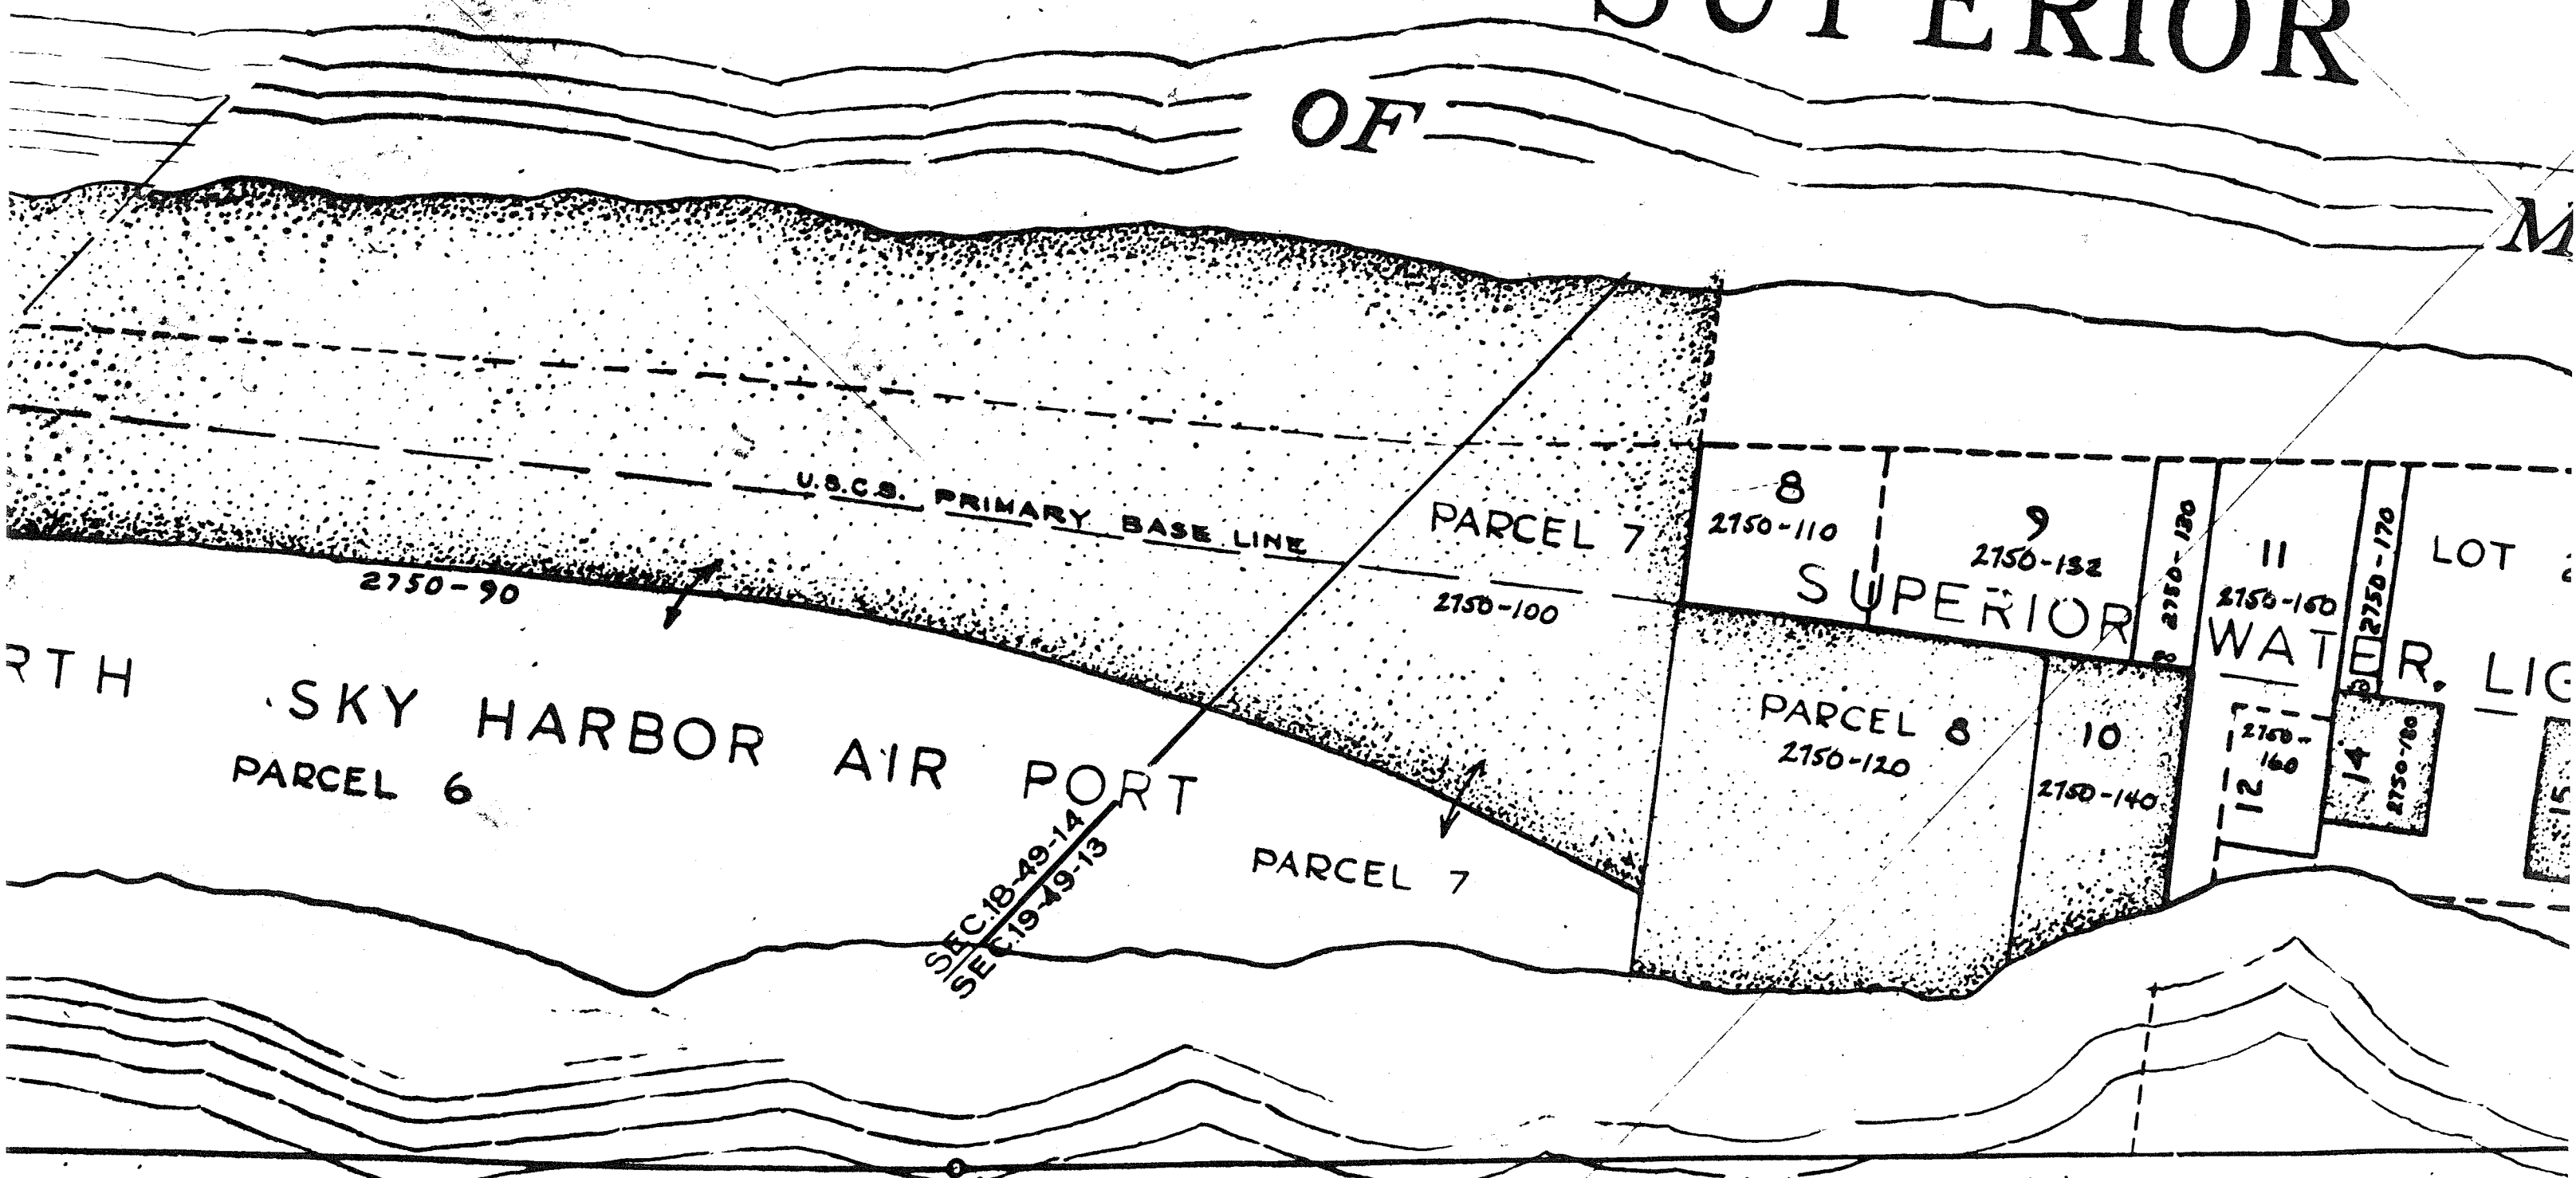 SUPERIOR
OF
M
U.S.C.S. PRIMARY BASE LINE
PARCEL 7
2750-100
8
2750-110
9
2750-132
2750-130
11
2750-150
2750-170
LOT
SUPERIOR
WATER. LIG
2750-90
RTH SKY HARBOR AIR PORT
PARCEL 6
PARCEL 8
2750-120
10
2750-140
12
2750-
160
14
2750-180
15
SEC.18-49-14
SEC.19-49-13
PARCEL 7